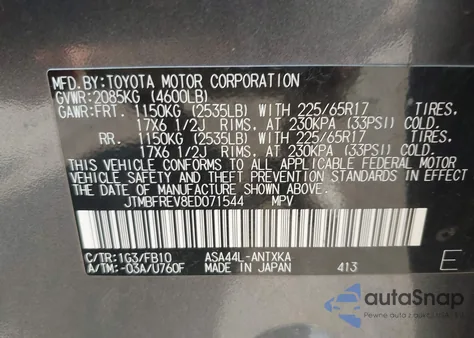 MFD. BY: TOYOTA MOTOR CORPORATION
GVWR: 2085KG (4600LB)
GAWR: FRT. 1150KG (2535LB) WITH 225/65R17 TIRES,
17X6 1/2J RIMS, AT 230KPA (33PSI) COLD.
RR. 1150KG (2535LB) WITH 225/65R17 TIRES,
17X6 1/2J RIMS, AT 230KPA (33PSI) COLD.
THIS VEHICLE CONFORMS TO ALL APPLICABLE FEDERAL MOTOR
VEHICLE SAFETY AND THEFT PREVENTION STANDARDS IN EFFECT
ON THE DATE OF MANUFACTURE SHOWN ABOVE.
JTMBFREV8ED071544 MPV
C/TR: 1G3/FB10 ASA44L-ANTXKA
A/TM: -03A/U760F MADE IN JAPAN 413 E
autoSnap
Pewne auto z